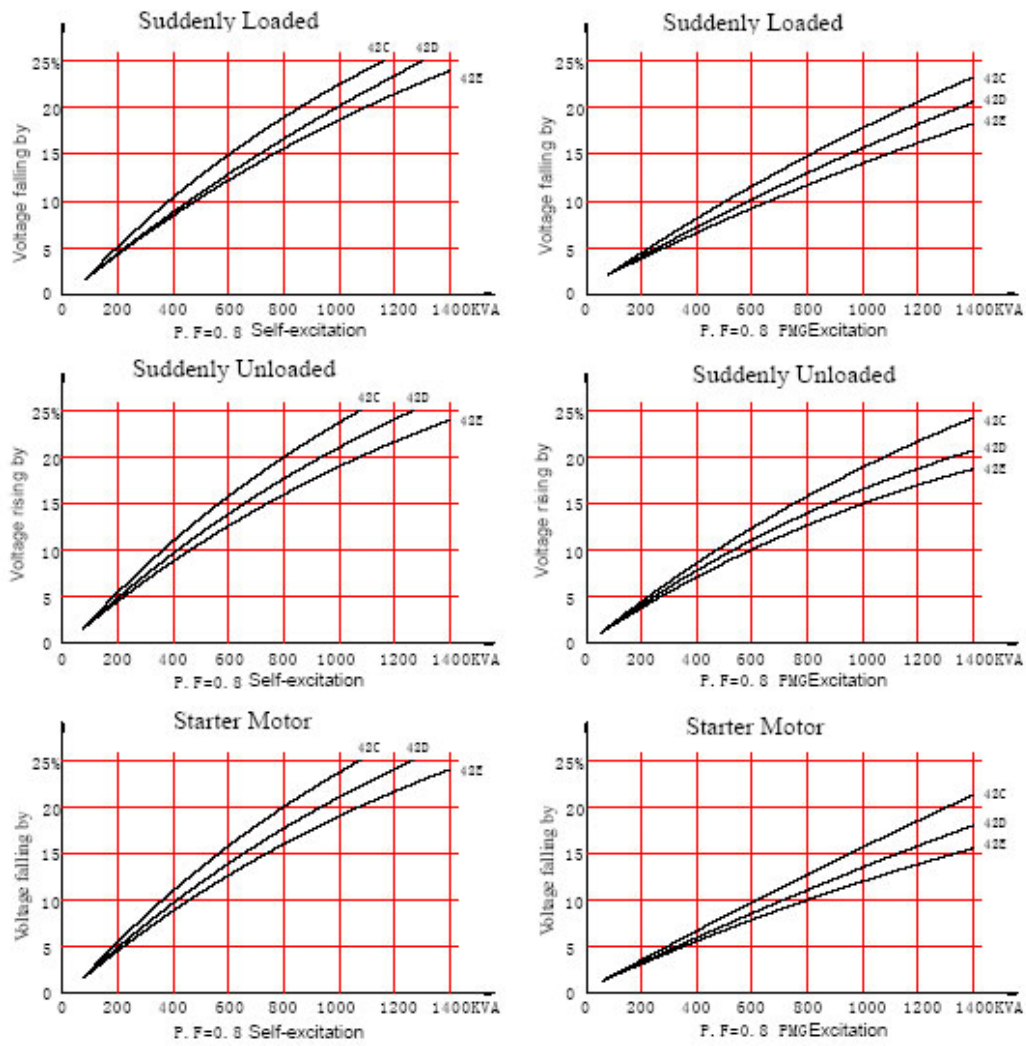 Suddenly Loaded
42C 42D
42E
25%
20
15
10
5
0
Voltage falling by
0 200 400 600 800 1000 1200 1400KVA
P.F=0.8 Self-excitation
Suddenly Loaded
42C
42D
42E
25%
20
15
10
5
0
Voltage falling by
0 200 400 600 800 1000 1200 1400KVA
P.F=0.8 PMGExcitation
Suddenly Unloaded
42C 42D
42E
25%
20
15
10
5
0
Voltage rising by
0 200 400 600 800 1000 1200 1400KVA
P.F=0.8 Self-excitation
Suddenly Unloaded
42C
42D
42E
25%
20
15
10
5
0
Voltage rising by
0 200 400 600 800 1000 1200 1400KVA
P.F=0.8 PMGExcitation
Starter Motor
42C 42D
42E
25%
20
15
10
5
0
Voltage falling by
0 200 400 600 800 1000 1200 1400KVA
P.F=0.8 Self-excitation
Starter Motor
42C
42D
42E
25%
20
15
10
5
0
Voltage falling by
0 200 400 600 800 1000 1200 1400KVA
P.F=0.8 PMGExcitation